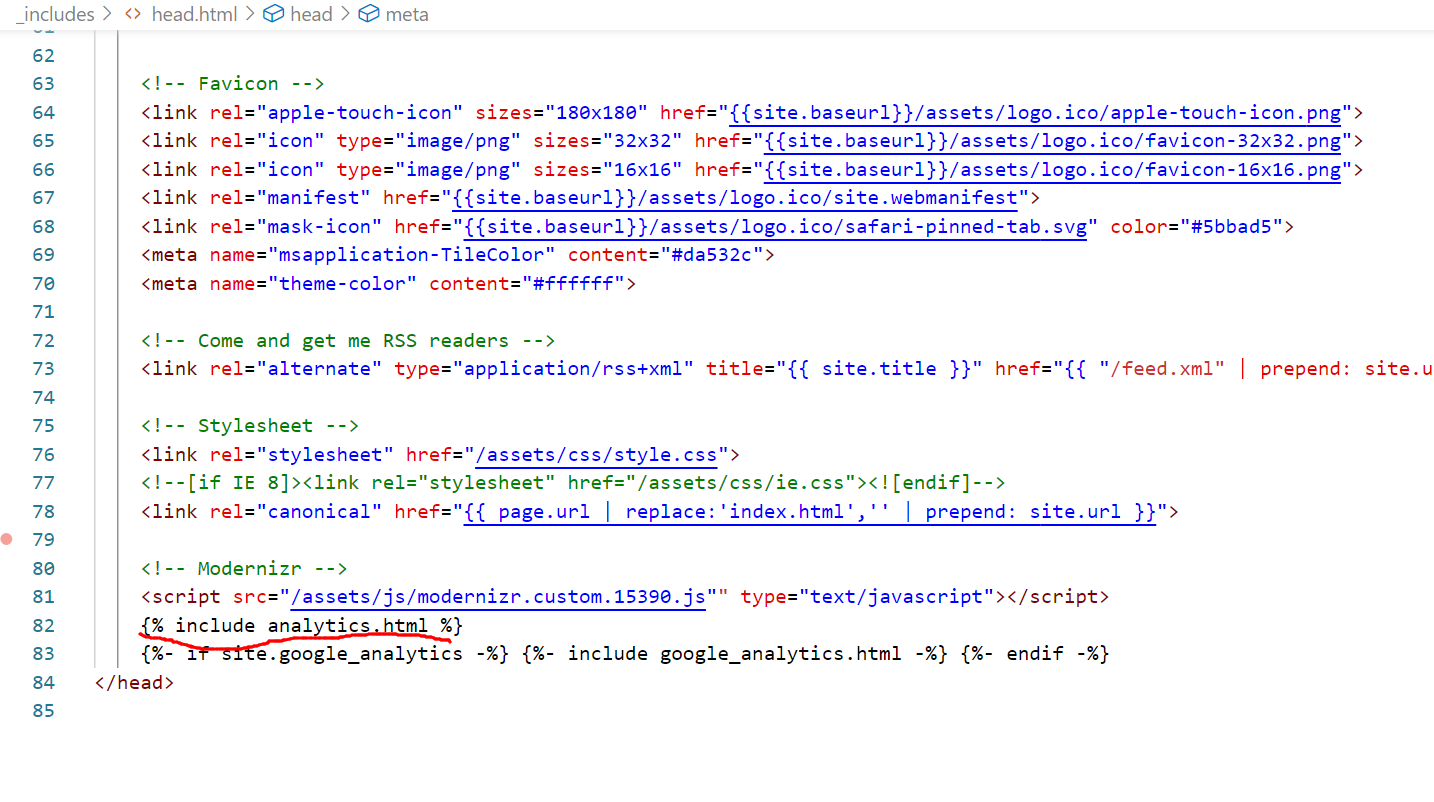 _includes > <> head.html > head > meta
61
62
63 <!-- Favicon -->
64 <link rel="apple-touch-icon" sizes="180x180" href="{{site.baseurl}}/assets/logo.ico/apple-touch-icon.png">
65 <link rel="icon" type="image/png" sizes="32x32" href="{{site.baseurl}}/assets/logo.ico/favicon-32x32.png">
66 <link rel="icon" type="image/png" sizes="16x16" href="{{site.baseurl}}/assets/logo.ico/favicon-16x16.png">
67 <link rel="manifest" href="{{site.baseurl}}/assets/logo.ico/site.webmanifest">
68 <link rel="mask-icon" href="{{site.baseurl}}/assets/logo.ico/safari-pinned-tab.svg" color="#5bbad5">
69 <meta name="msapplication-TileColor" content="#da532c">
70 <meta name="theme-color" content="#ffffff">
71
72 <!-- Come and get me RSS readers -->
73 <link rel="alternate" type="application/rss+xml" title="{{ site.title }}" href="{{ "/feed.xml" | prepend: site.u
74
75 <!-- Stylesheet -->
76 <link rel="stylesheet" href="/assets/css/style.css">
77 <!--[if IE 8]><link rel="stylesheet" href="/assets/css/ie.css"><![endif]-->
78 <link rel="canonical" href="{{ page.url | replace:'index.html','' | prepend: site.url }}">
79
80 <!-- Modernizr -->
81 <script src="/assets/js/modernizr.custom.15390.js"" type="text/javascript"></script>
82 {% include analytics.html %}
83 {%- if site.google_analytics -%} {%- include google_analytics.html -%} {%- endif -%}
84 </head>
85